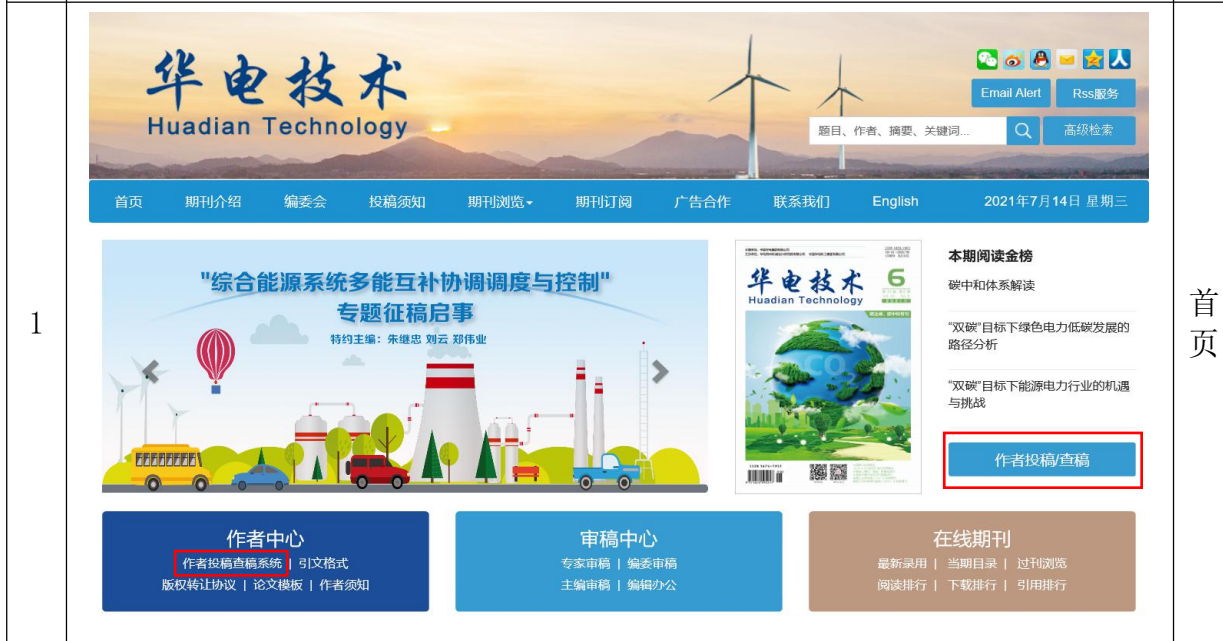 1
华电技术
Huadian Technology
Email Alert
Rss服务
题目、作者、摘要、关键词...
高级检索
首页 期刊介绍 编委会 投稿须知 期刊浏览 期刊订阅 广告合作 联系我们 English 2021年7月14日 星期三
"综合能源系统多能互补协调调度与控制"
专题征稿启事
特约主编：朱继忠 刘云 郑伟业
华电技术
Huadian Technology
6
CO
本期阅读金榜
碳中和体系解读
"双碳"目标下绿色电力低碳发展的
路径分析
"双碳"目标下能源电力行业的机遇
与挑战
作者投稿/查稿
作者中心
作者投稿查稿系统 | 引文格式
版权转让协议 | 论文模板 | 作者须知
审稿中心
专家审稿 | 编委审稿
主编审稿 | 编辑办公
在线期刊
最新录用 | 当期目录 | 过刊浏览
阅读排行 | 下载排行 | 引用排行
首
页